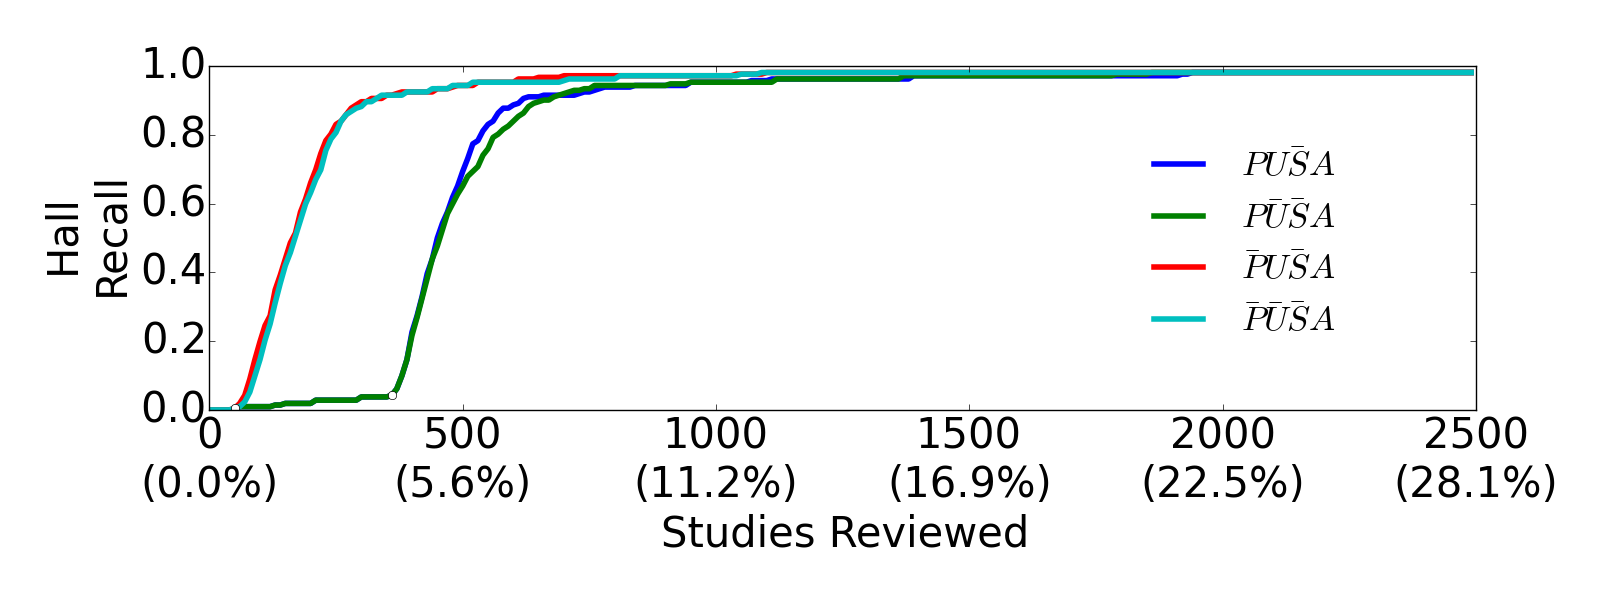 Hall
Recall
1.0
0.8
0.6
0.4
0.2
0.0
PUS̄A
PŪS̄A
P̄US̄A
P̄ŪS̄A
0 500 1000 1500 2000 2500
(0.0%) (5.6%) (11.2%) (16.9%) (22.5%) (28.1%)
Studies Reviewed